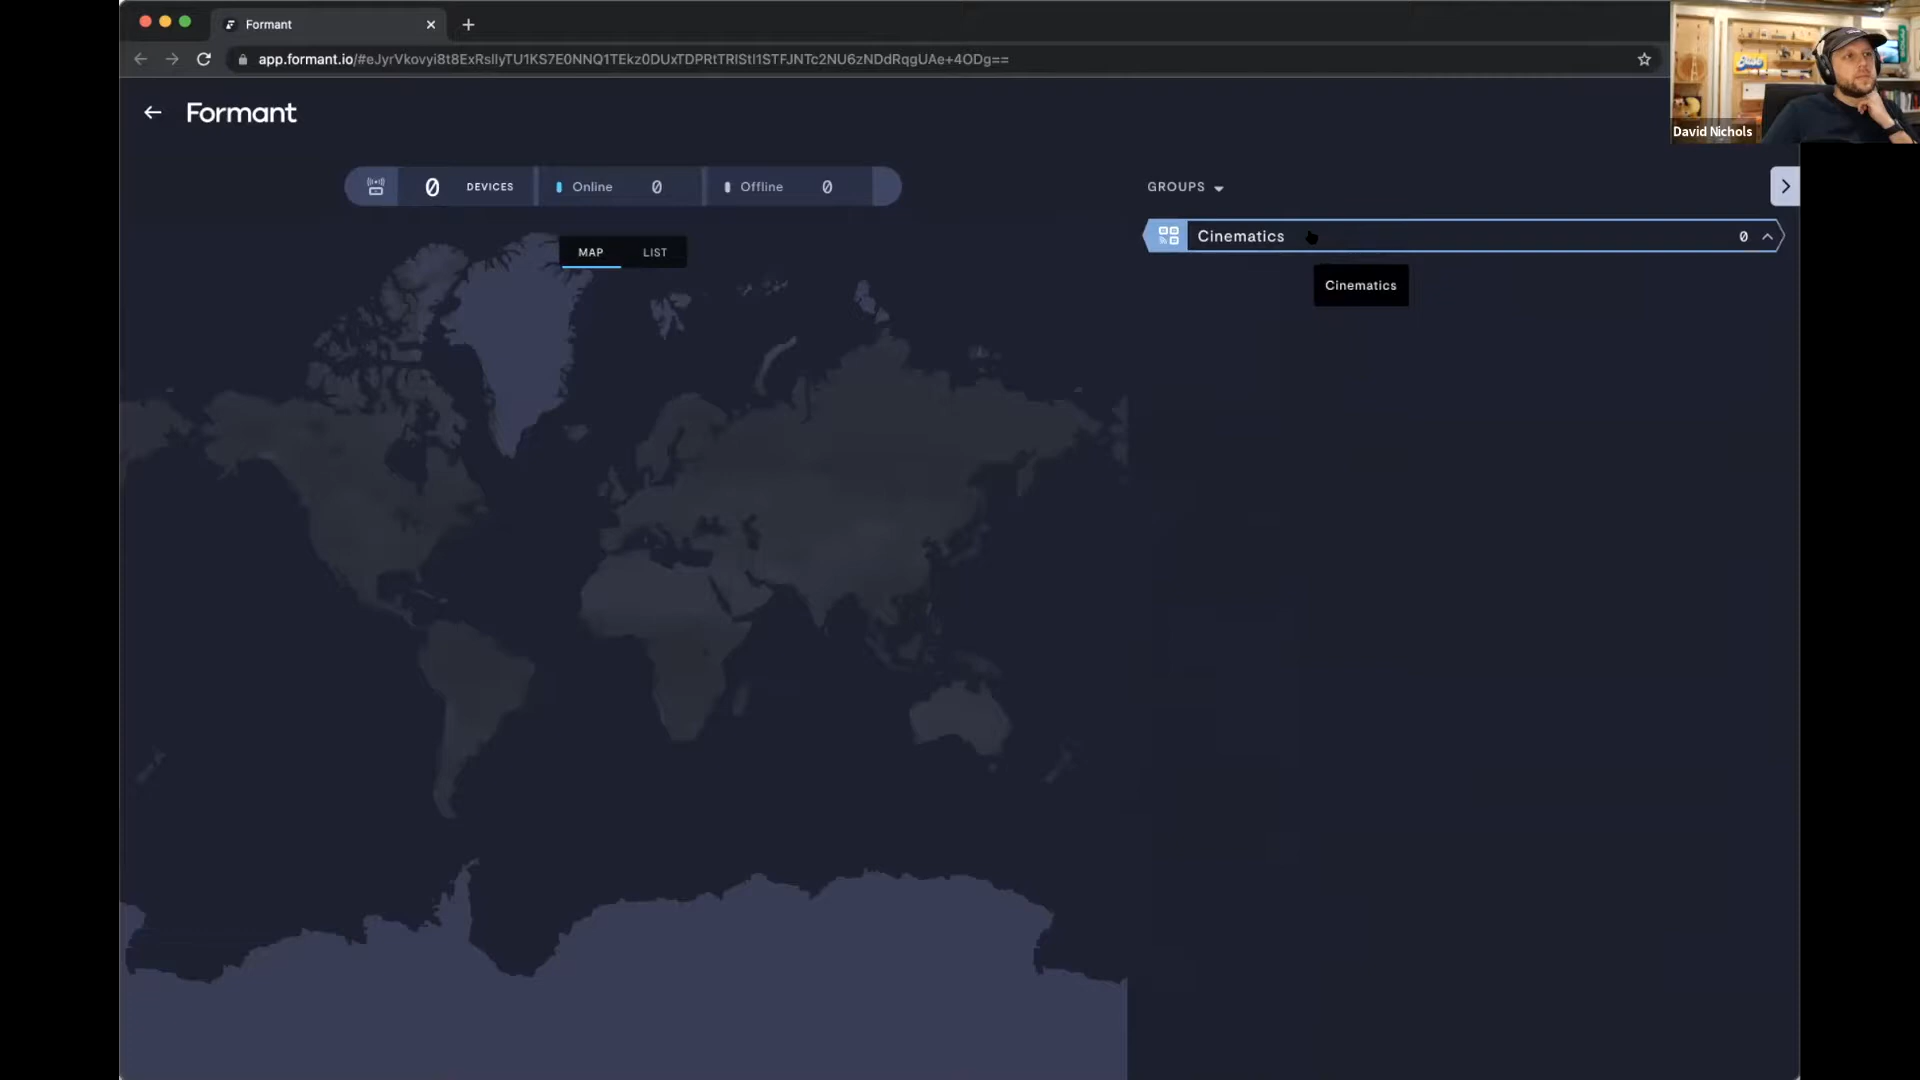 Formant
app.formant.io/#eJyrVkovyi8t8ExRsllyTU1KS7E0NNQ1TEkz0DUxTDPRtTRIStI1STFJNTc2NU6zNDdRqgUAe+4ODg==
David Nichols
Formant
0 DEVICES Online 0 Offline 0
GROUPS
MAP LIST
Cinematics 0
Cinematics